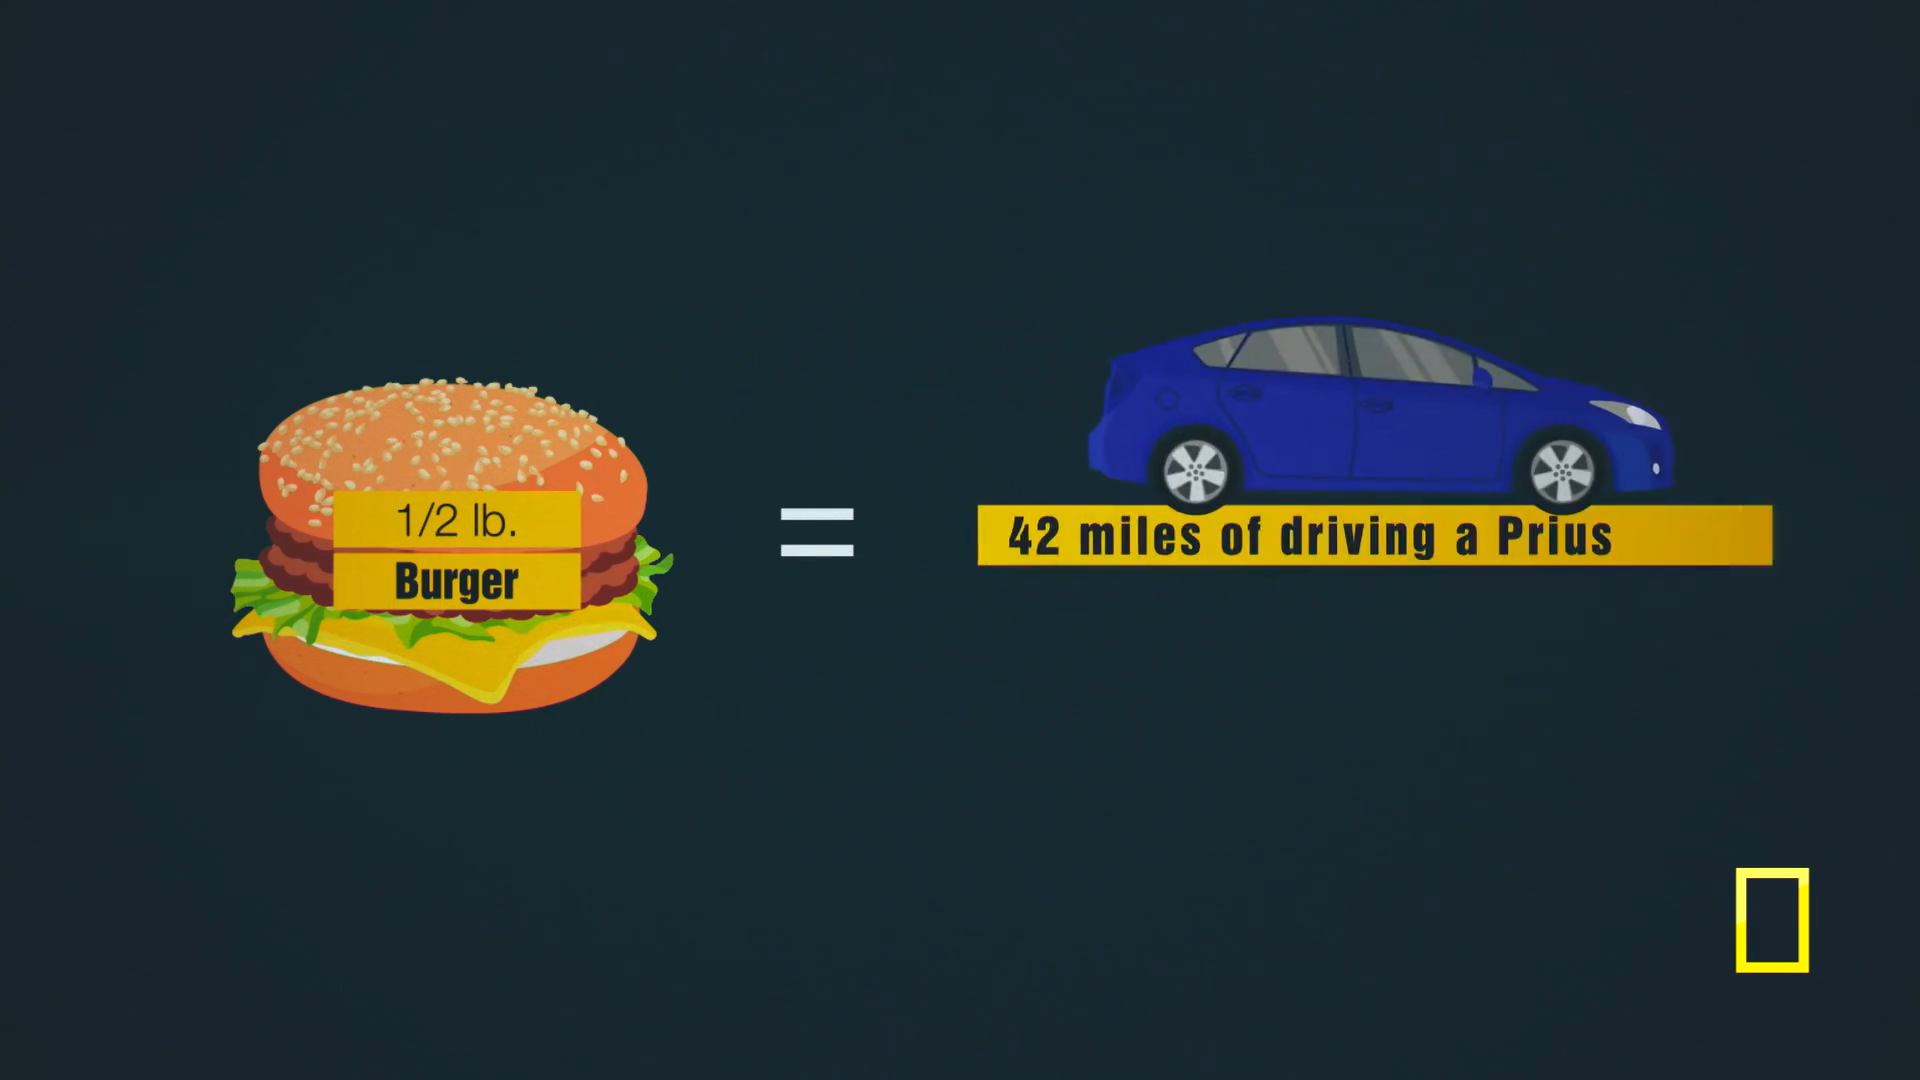 1/2 lb.
Burger
=
42 miles of driving a Prius